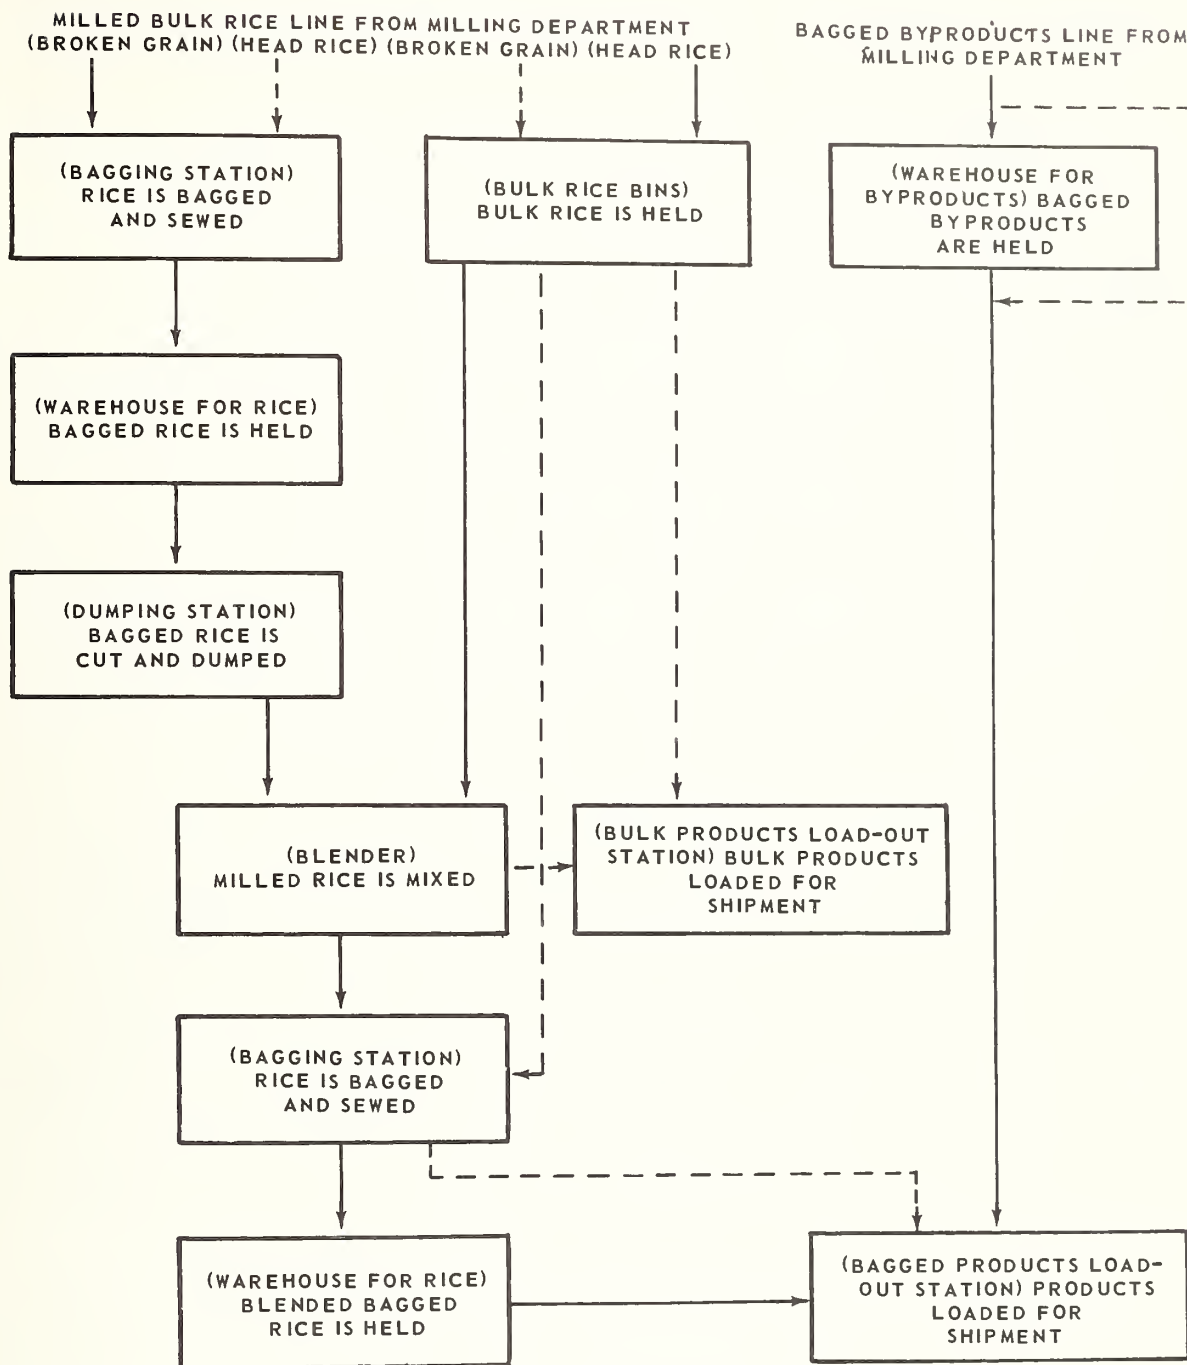 MILLED BULK RICE LINE FROM MILLING DEPARTMENT
(BROKEN GRAIN) (HEAD RICE) (BROKEN GRAIN) (HEAD RICE)
BAGGED BYPRODUCTS LINE FROM
MILLING DEPARTMENT
(BAGGING STATION)
RICE IS BAGGED
AND SEWED
(BULK RICE BINS)
BULK RICE IS HELD
(WAREHOUSE FOR
BYPRODUCTS) BAGGED
BYPRODUCTS
ARE HELD
(WAREHOUSE FOR RICE)
BAGGED RICE IS HELD
(DUMPING STATION)
BAGGED RICE IS
CUT AND DUMPED
(BLENDER)
MILLED RICE IS MIXED
(BULK PRODUCTS LOAD-OUT
STATION) BULK PRODUCTS
LOADED FOR
SHIPMENT
(BAGGING STATION)
RICE IS BAGGED
AND SEWED
(WAREHOUSE FOR RICE)
BLENDED BAGGED
RICE IS HELD
(BAGGED PRODUCTS LOAD-
OUT STATION) PRODUCTS
LOADED FOR
SHIPMENT